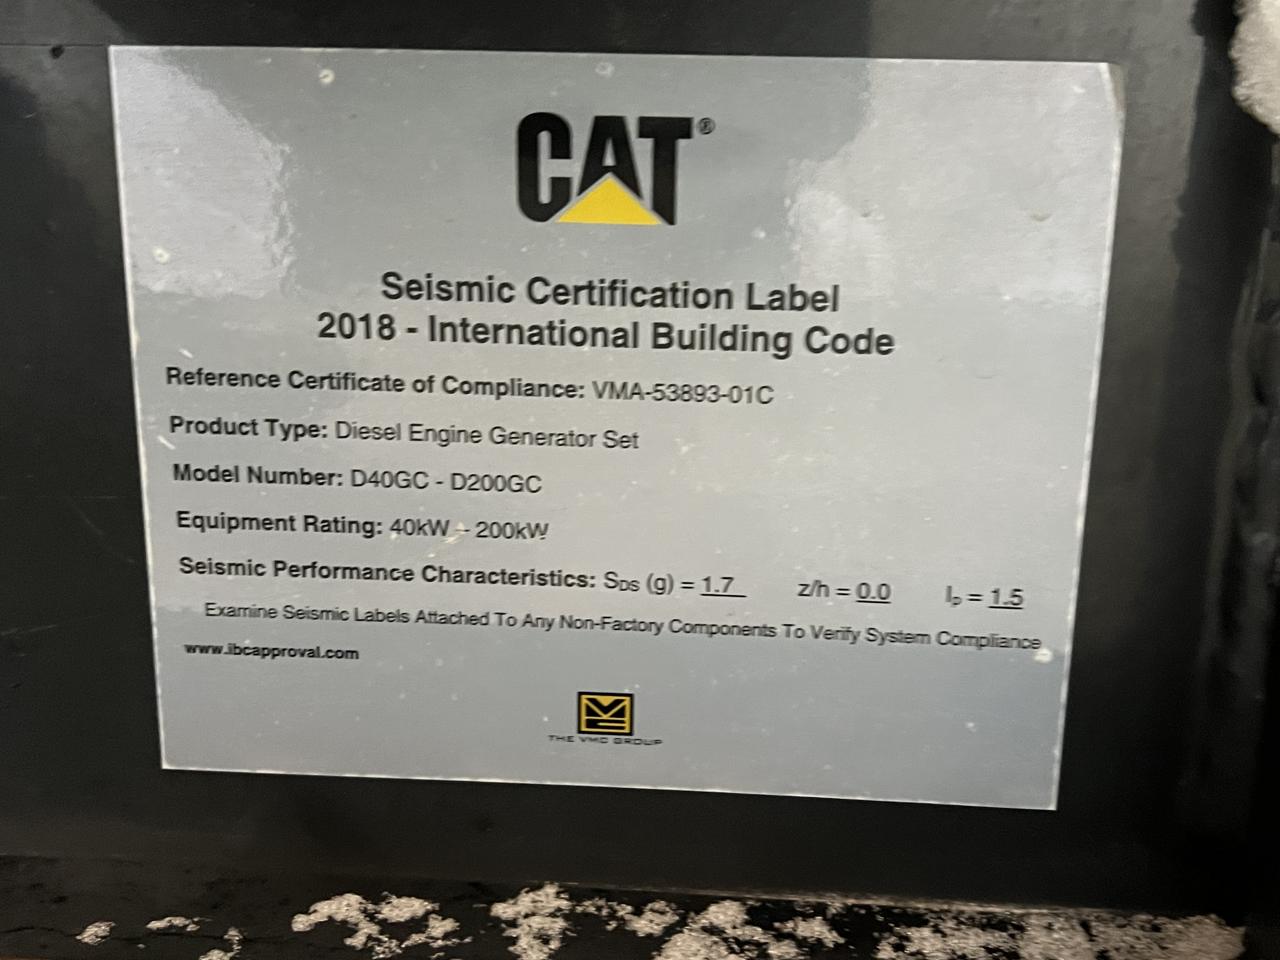 CAT®
Seismic Certification Label
2018 - International Building Code
Reference Certificate of Compliance: VMA-53893-01C
Product Type: Diesel Engine Generator Set
Model Number: D40GC - D200GC
Equipment Rating: 40kW - 200kW
Seismic Performance Characteristics: SDS (g) = 1.7 z/h = 0.0 Ip = 1.5
Examine Seismic Labels Attached To Any Non-Factory Components To Verify System Compliance
www.ibcapproval.com
THE VMC GROUP